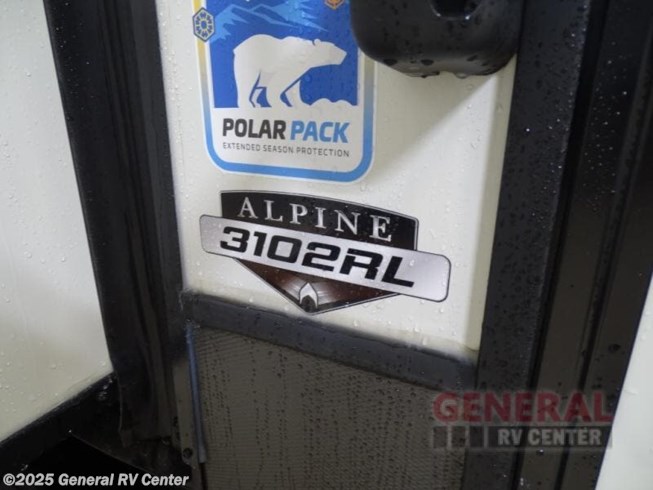 POLAR PACK
EXTENDED SEASON PROTECTION
ALPINE
3102RL
GENERAL
RV CENTER
©2025 General RV Center